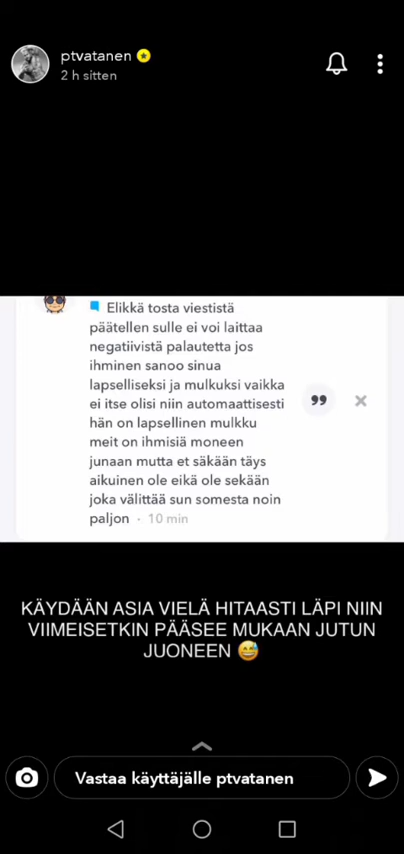 ptvatanen
2 h sitten
Elikkä tosta viestistä
päätellen sulle ei voi laittaa
negatiivistä palautetta jos
ihminen sanoo sinua
lapselliseksi ja mulkuksi vaikka
ei itse olisi niin automaattisesti
hän on lapsellinen mulkku
meit on ihmisiä moneen
junaan mutta et säkään täys
aikuinen ole eikä ole sekään
joka välittää sun somesta noin
paljon · 10 min
KÄYDÄÄN ASIA VIELÄ HITAASTI LÄPI NIIN
VIIMEISETKIN PÄÄSEE MUKAAN JUTUN
JUONEEN 😅
Vastaa käyttäjälle ptvatanen